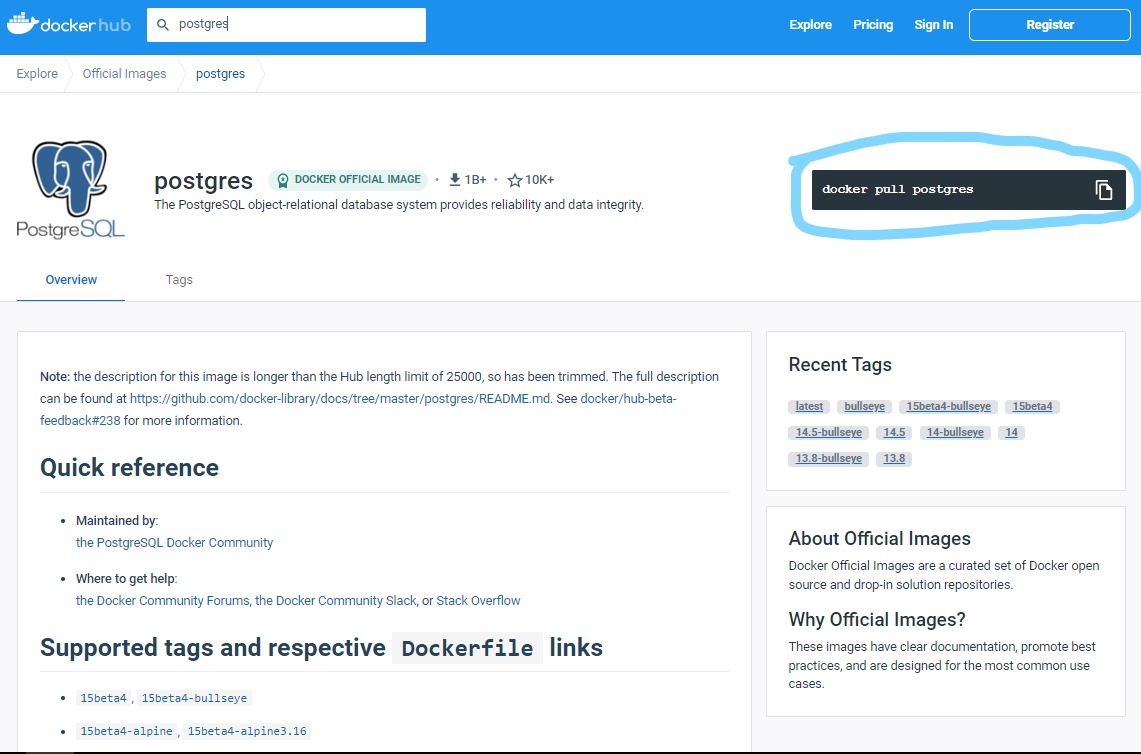 docker hub
postgres
Explore
Pricing
Sign In
Register
Explore
Official Images
postgres
PostgreSQL
postgres
DOCKER OFFICIAL IMAGE
· 1B+ · 10K+
The PostgreSQL object-relational database system provides reliability and data integrity.
docker pull postgres
Overview
Tags
Note: the description for this image is longer than the Hub length limit of 25000, so has been trimmed. The full description
can be found at https://github.com/docker-library/docs/tree/master/postgres/README.md. See docker/hub-beta-
feedback#238 for more information.
Quick reference
• Maintained by:
the PostgreSQL Docker Community
• Where to get help:
the Docker Community Forums, the Docker Community Slack, or Stack Overflow
Supported tags and respective Dockerfile links
• 15beta4, 15beta4-bullseye
• 15beta4-alpine, 15beta4-alpine3.16
Recent Tags
latest bullseye 15beta4-bullseye 15beta4
14.5-bullseye 14.5 14-bullseye 14
13.8-bullseye 13.8
About Official Images
Docker Official Images are a curated set of Docker open
source and drop-in solution repositories.
Why Official Images?
These images have clear documentation, promote best
practices, and are designed for the most common use
cases.